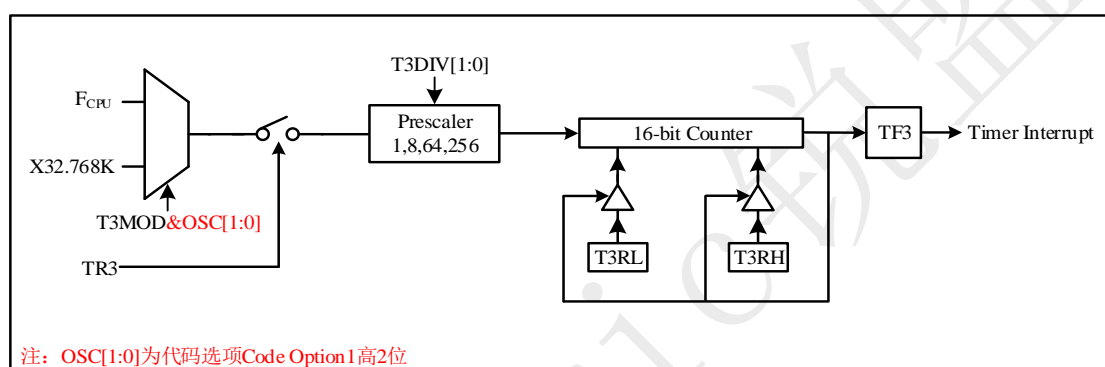 T3DIV[1:0]
FCPU
Prescaler
1,8,64,256
16-bit Counter
TF3
Timer Interrupt
X32.768K
T3MOD&OSC[1:0]
T3RL
T3RH
TR3
注：OSC[1:0]为代码选项Code Option1高2位